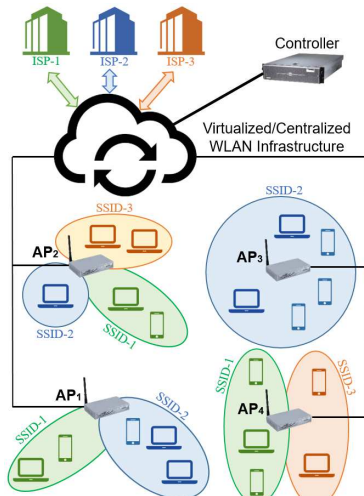 ISP-1
ISP-2
ISP-3
Controller
Virtualized/Centralized
WLAN Infrastructure
SSID-3
SSID-2
AP2
AP3
SSID-2
SSID-1
SSID-1
SSID-3
AP1
SSID-1
SSID-2
AP4